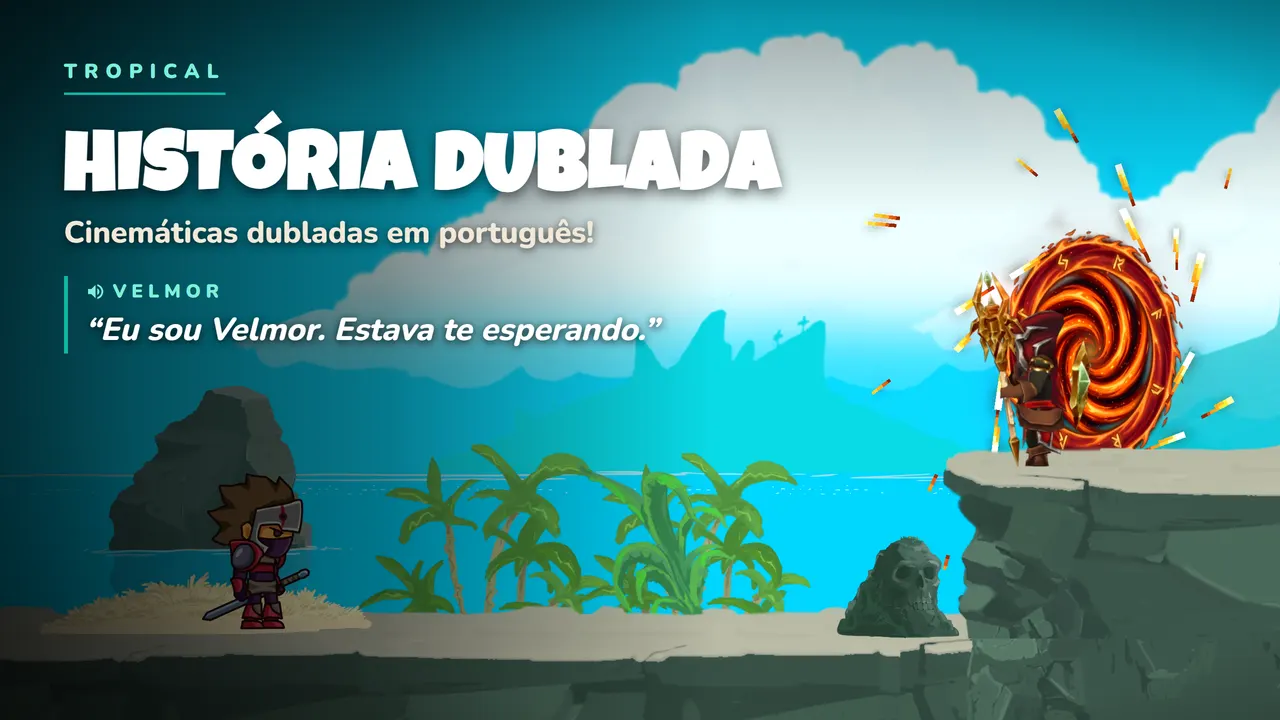 TROPICAL
HISTÓRIA DUBLADA
Cinemáticas dubladas em português!
VELMOR
“Eu sou Velmor. Estava te esperando.”